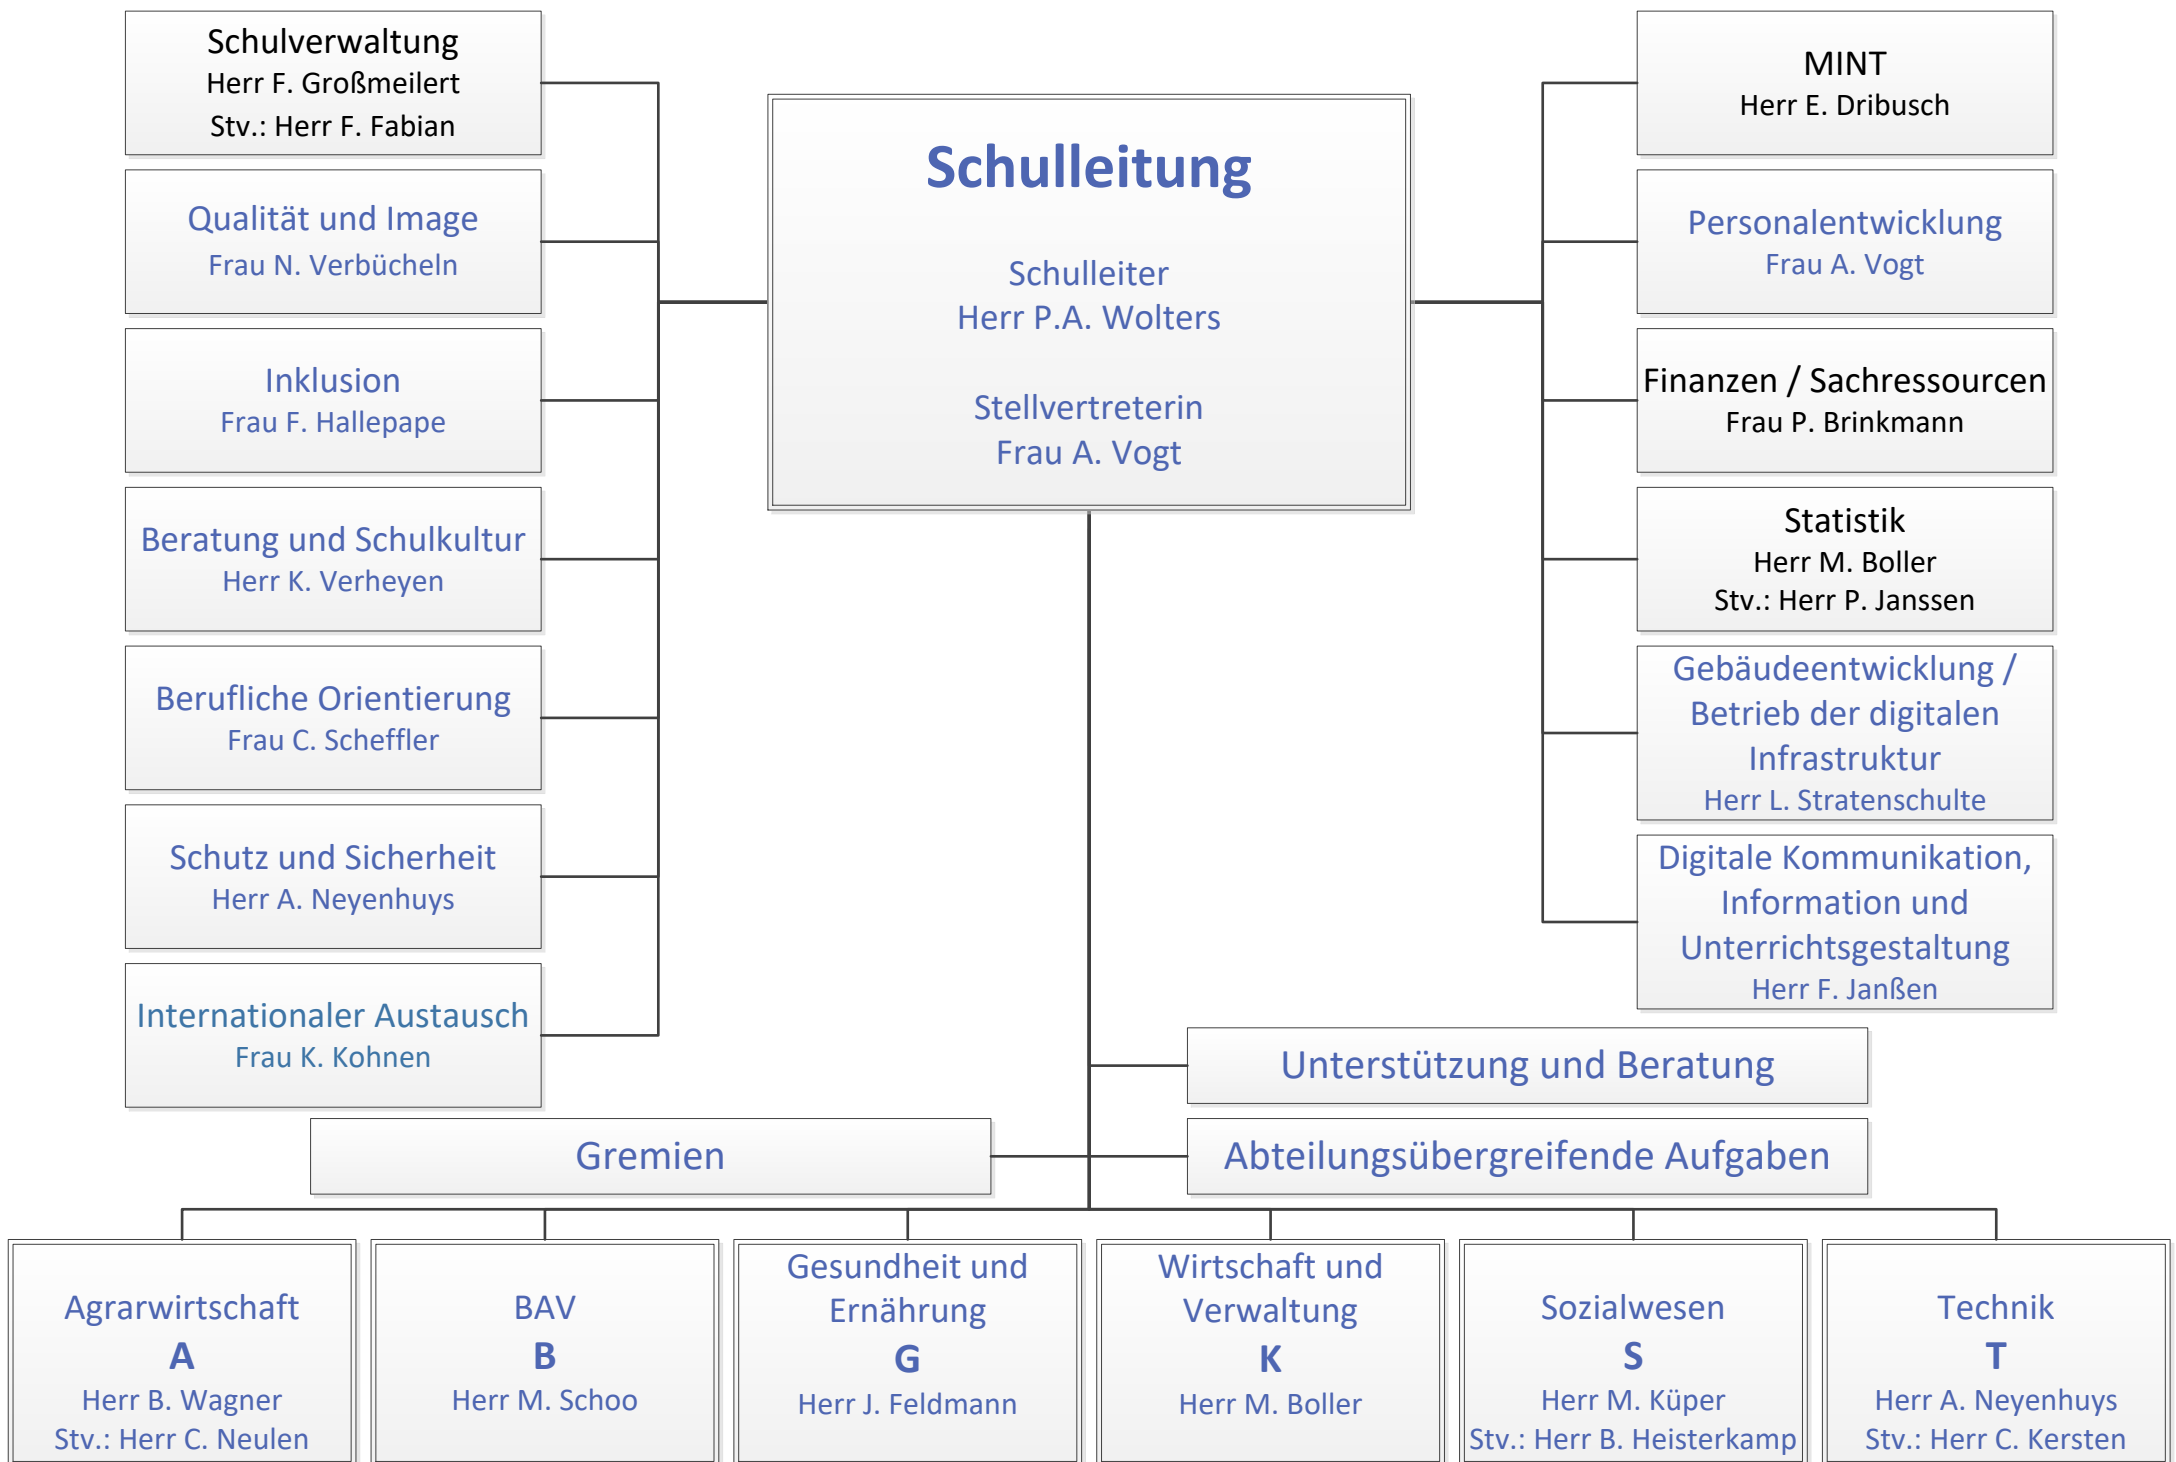 Schulverwaltung
Herr F. Großmeilert
Stv.: Herr F. Fabian
Qualität und Image
Frau N. Verbücheln
Inklusion
Frau F. Hallepape
Beratung und Schulkultur
Herr K. Verheyen
Berufliche Orientierung
Frau C. Scheffler
Schutz und Sicherheit
Herr A. Neyenhuys
Internationaler Austausch
Frau K. Kohnen
Schulleitung
Schulleiter
Herr P.A. Wolters
Stellvertreterin
Frau A. Vogt
MINT
Herr E. Dribusch
Personalentwicklung
Frau A. Vogt
Finanzen / Sachressourcen
Frau P. Brinkmann
Statistik
Herr M. Boller
Stv.: Herr P. Janssen
Gebäudeentwicklung /
Betrieb der digitalen
Infrastruktur
Herr L. Stratenschulte
Digitale Kommunikation,
Information und
Unterrichtsgestaltung
Herr F. Janßen
Unterstützung und Beratung
Gremien
Abteilungsübergreifende Aufgaben
Agrarwirtschaft
A
Herr B. Wagner
Stv.: Herr C. Neulen
BAV
B
Herr M. Schoo
Gesundheit und
Ernährung
G
Herr J. Feldmann
Wirtschaft und
Verwaltung
K
Herr M. Boller
Sozialwesen
S
Herr M. Küper
Stv.: Herr B. Heisterkamp
Technik
T
Herr A. Neyenhuys
Stv.: Herr C. Kersten